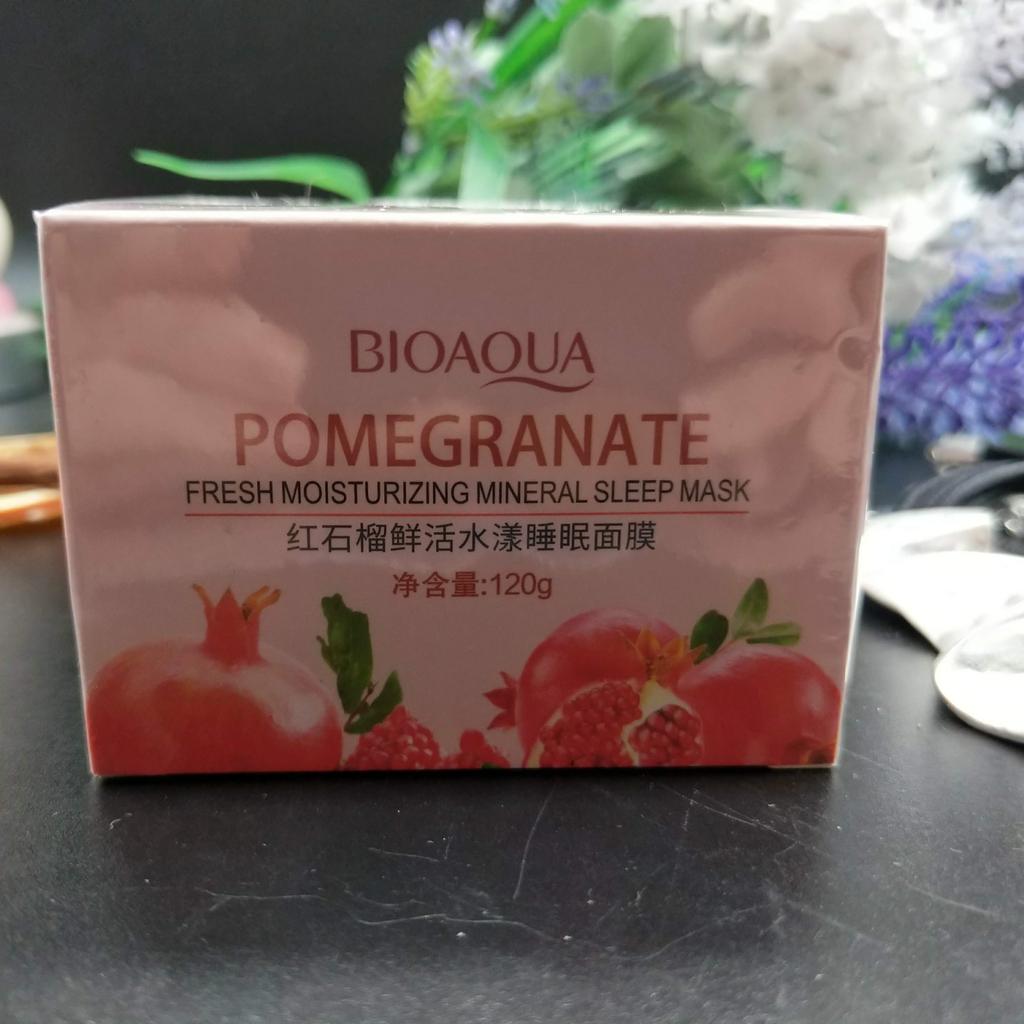 BIOAQUA
POMEGRANATE
FRESH MOISTURIZING MINERAL SLEEP MASK
红石榴鲜活水漾睡眠面膜
净含量:120g